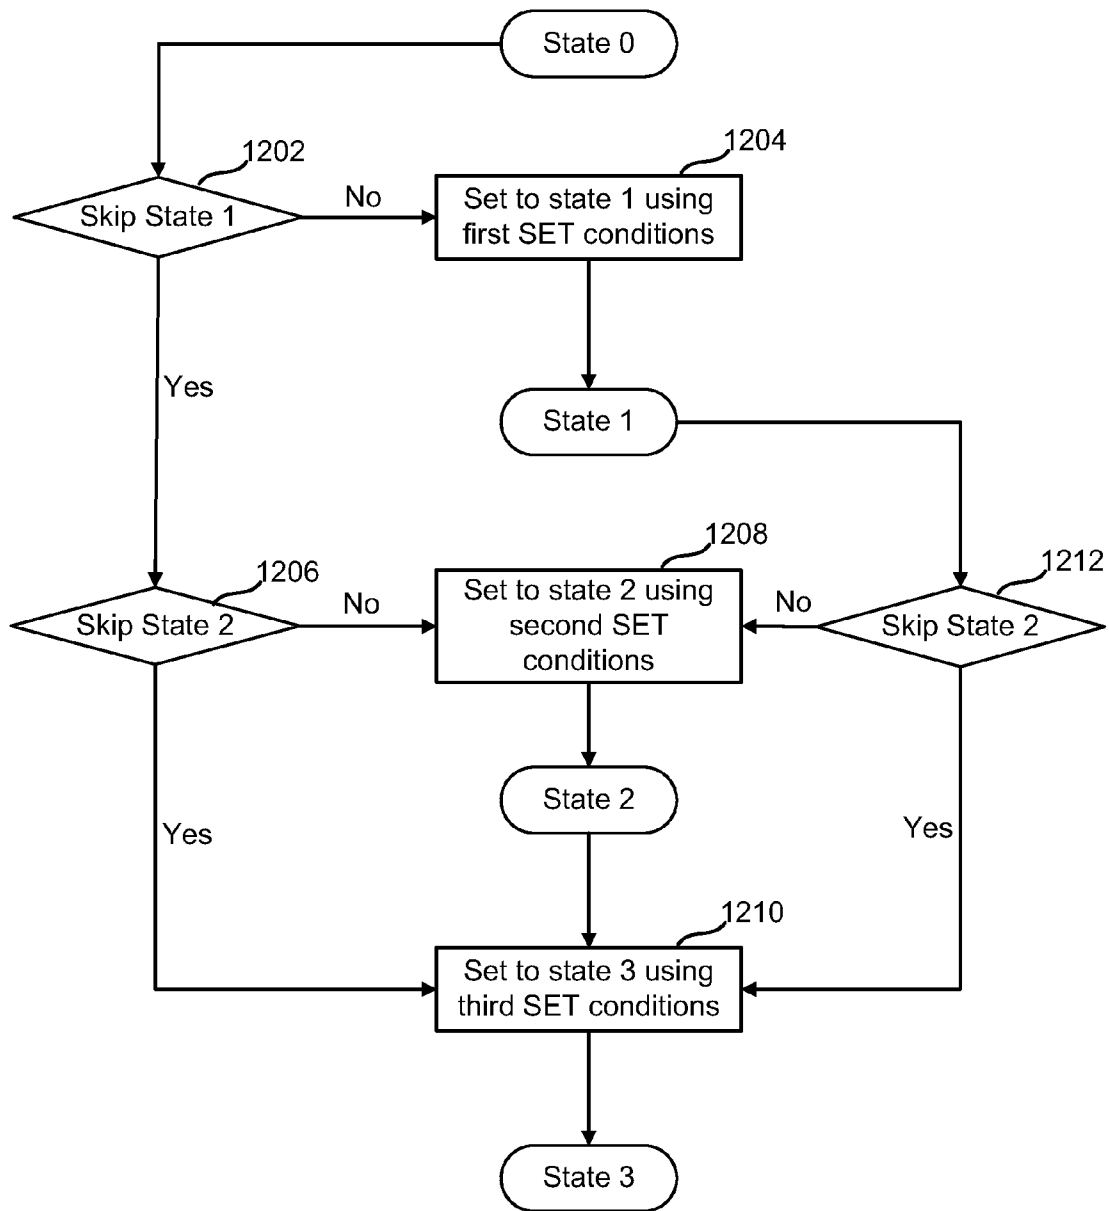 State 0
1202
1204
Skip State 1
No
Set to state 1 using
first SET conditions
Yes
State 1
1206
1208
1212
Skip State 2
No
Set to state 2 using
second SET
conditions
No
Skip State 2
State 2
Yes
Yes
1210
Set to state 3 using
third SET conditions
State 3